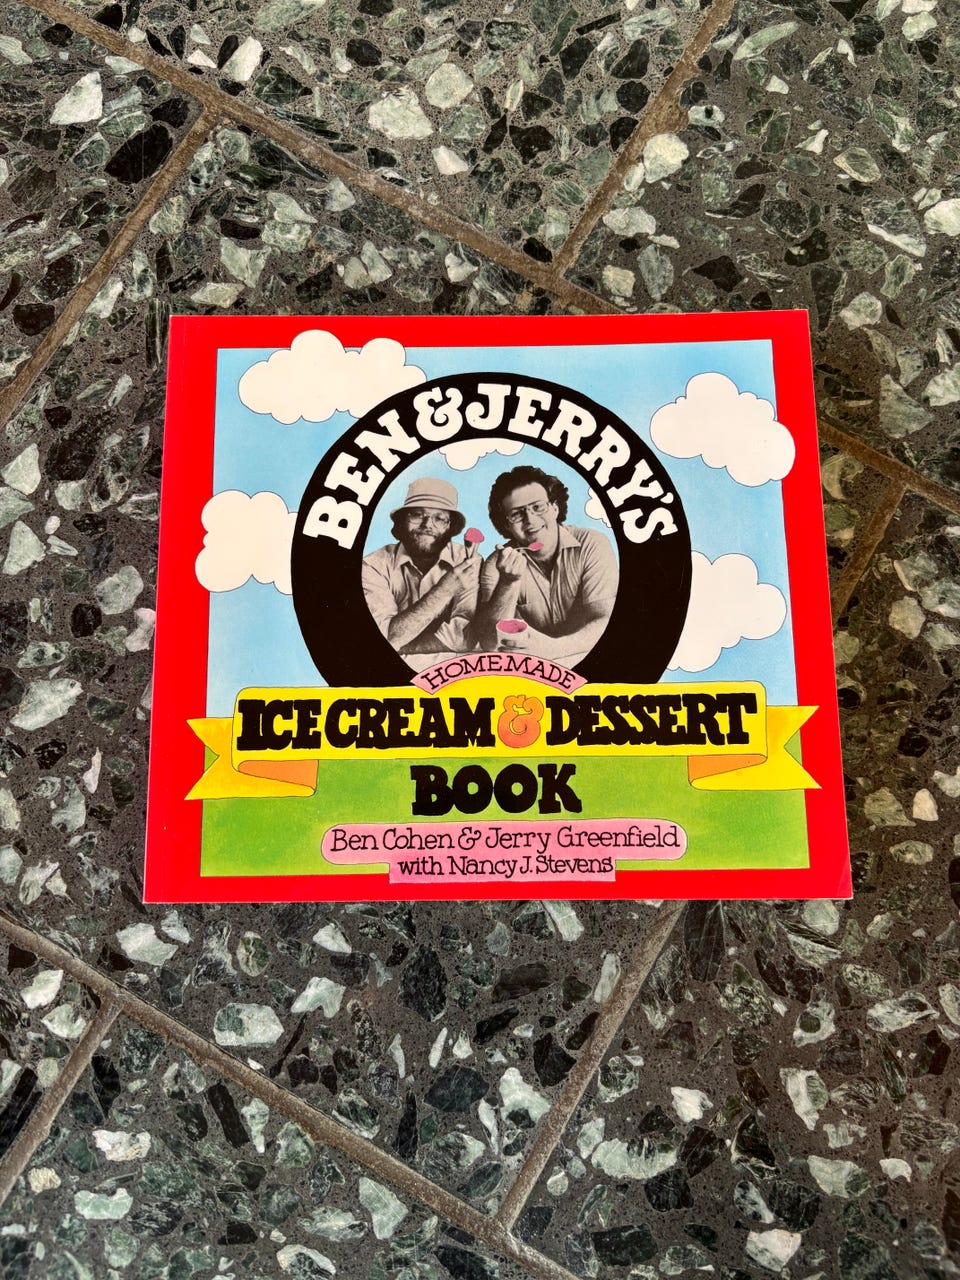 BEN & JERRY'S
HOMEMADE
ICE CREAM & DESSERT
BOOK
Ben Cohen & Jerry Greenfield
with Nancy J. Stevens